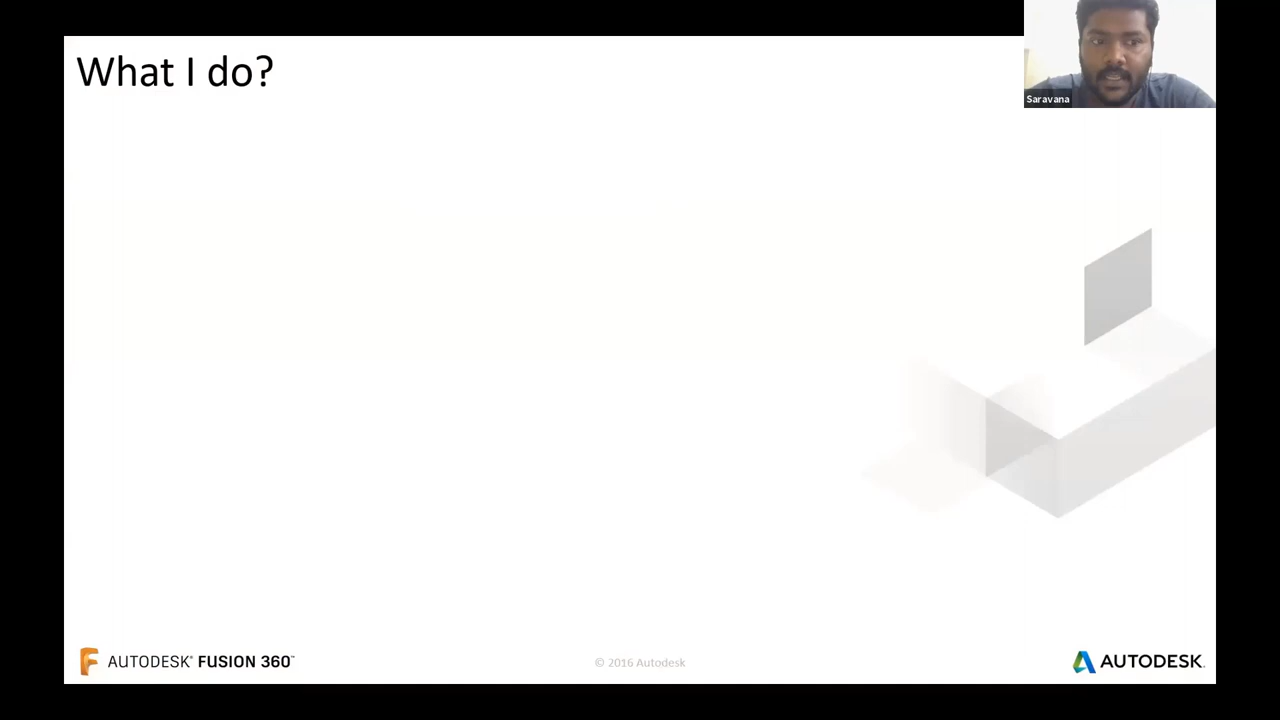 What I do?
Saravana
AUTODESK® FUSION 360™
© 2016 Autodesk
AUTODESK.